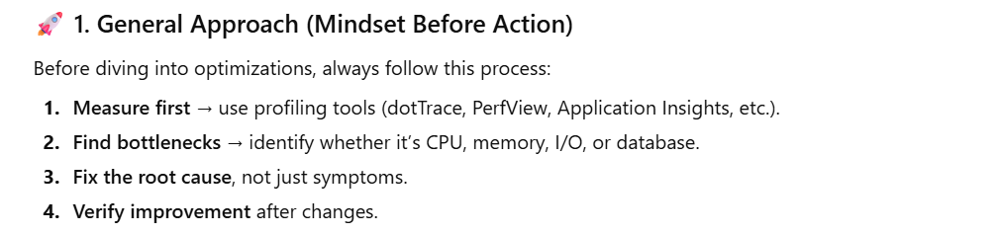 🚀 1. General Approach (Mindset Before Action)
Before diving into optimizations, always follow this process:
1. Measure first → use profiling tools (dotTrace, PerfView, Application Insights, etc.).
2. Find bottlenecks → identify whether it’s CPU, memory, I/O, or database.
3. Fix the root cause, not just symptoms.
4. Verify improvement after changes.